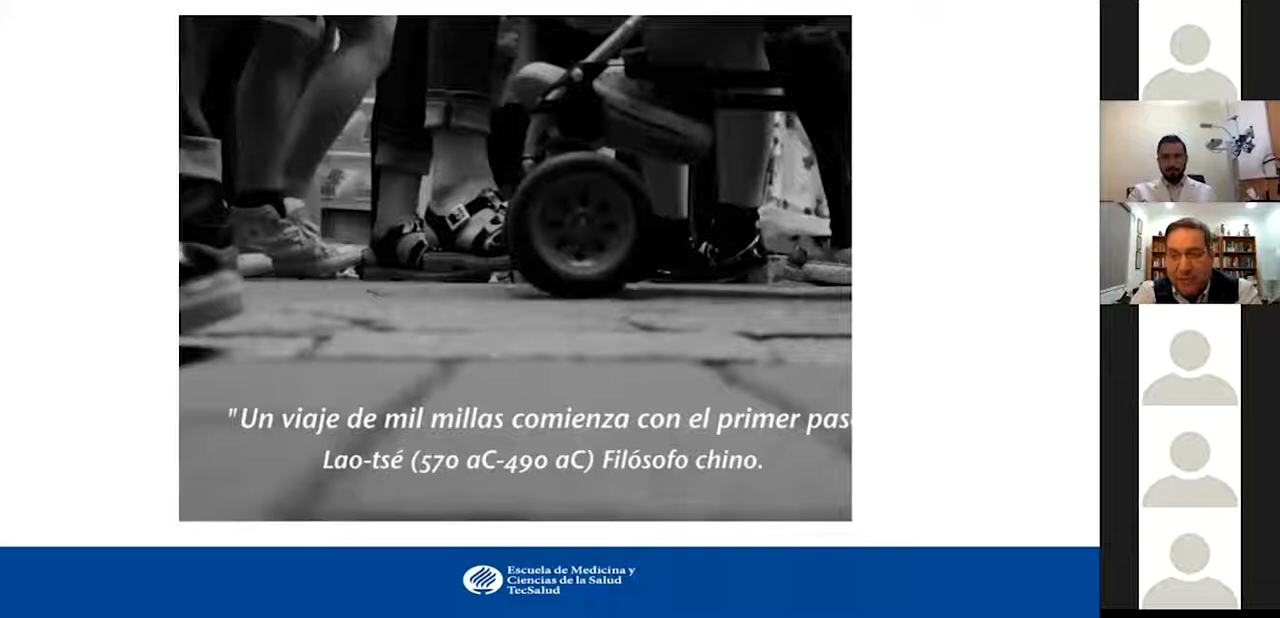 "Un viaje de mil millas comienza con el primer pas
Lao-tsé (570 aC-490 aC) Filósofo chino.
Escuela de Medicina y
Ciencias de la Salud
TecSalud